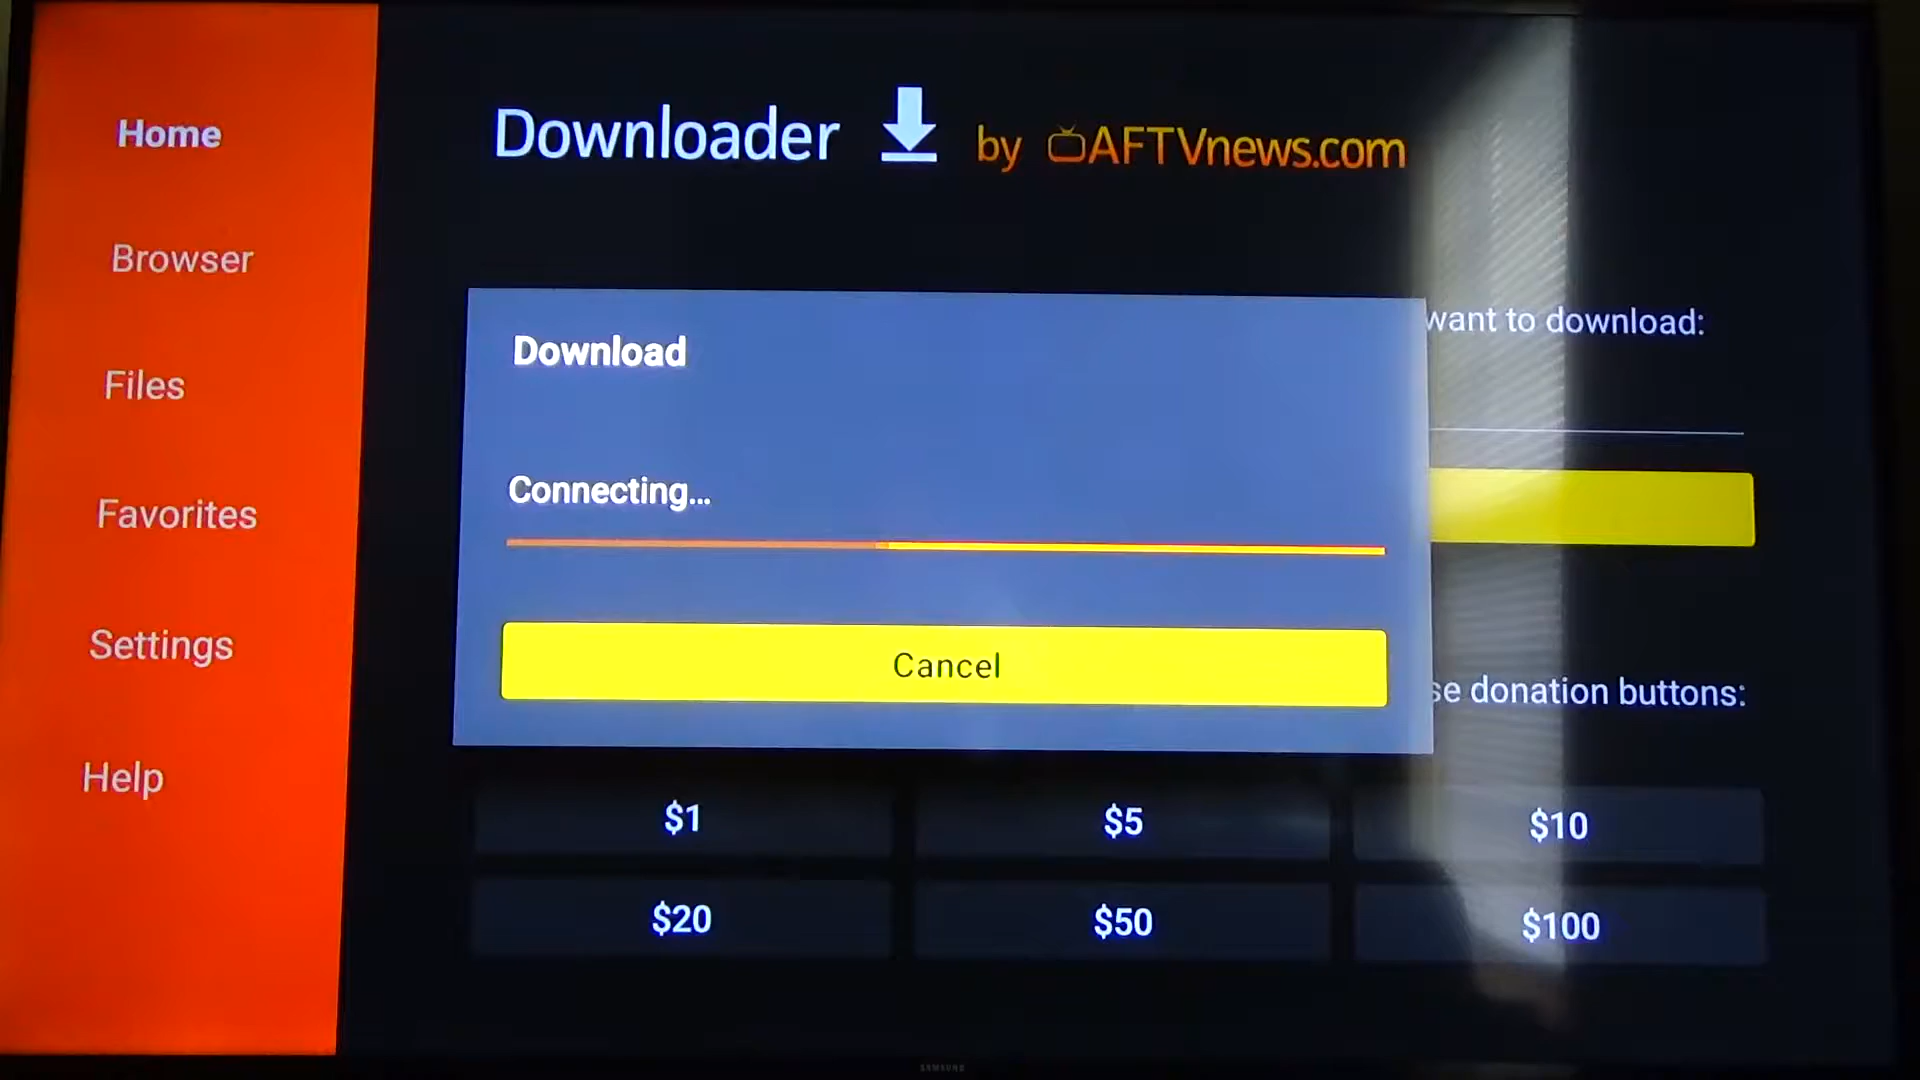 Home
Browser
Files
Favorites
Settings
Help
Downloader by AFTVnews.com
want to download:
Download
Connecting...
Cancel
se donation buttons:
$1 $5 $10
$20 $50 $100
SAMSUNG